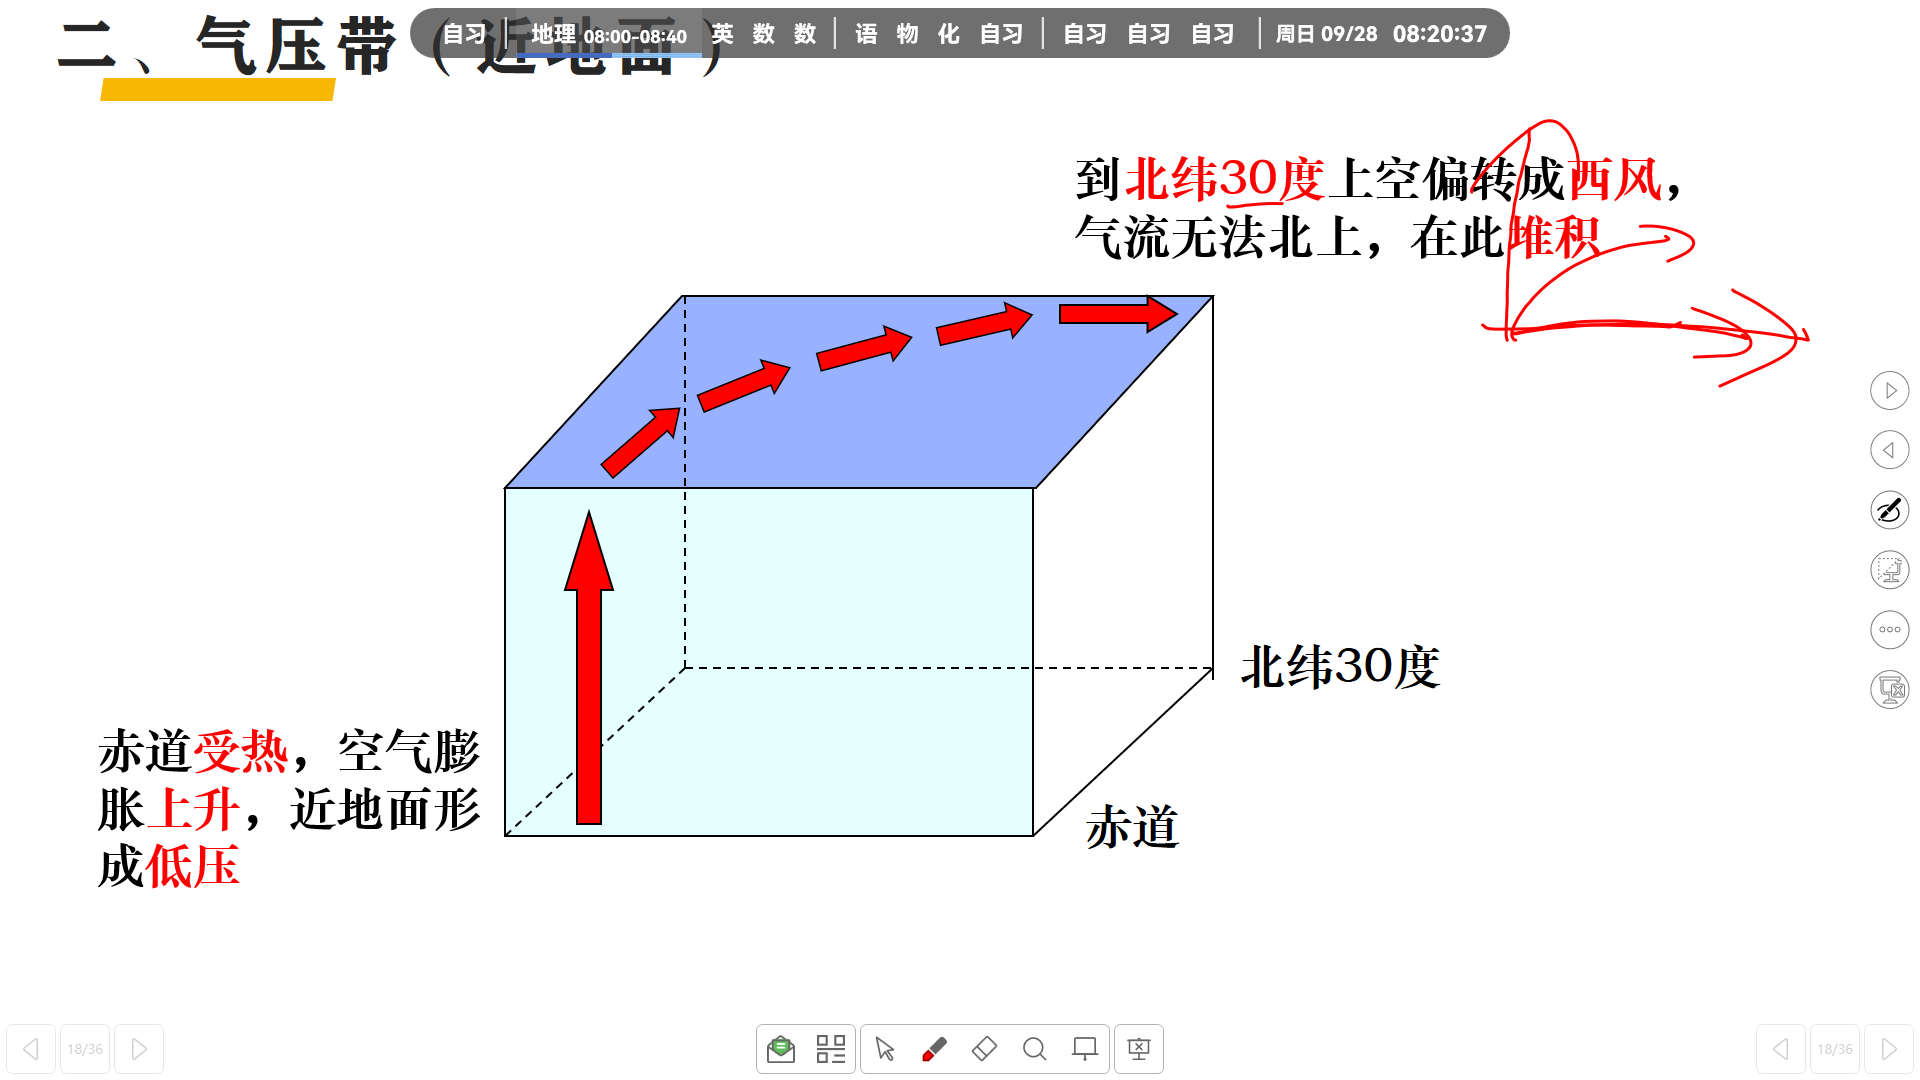 二、气压带（近地面）
自习 地理 08:00-08:40 英 数 数 语 物 化 自习 自习 自习 自习 周日 09/28 08:20:37
到北纬30度上空偏转成西风，
气流无法北上，在此堆积
北纬30度
赤道受热，空气膨
胀上升，近地面形
成低压
赤道
18/36
18/36